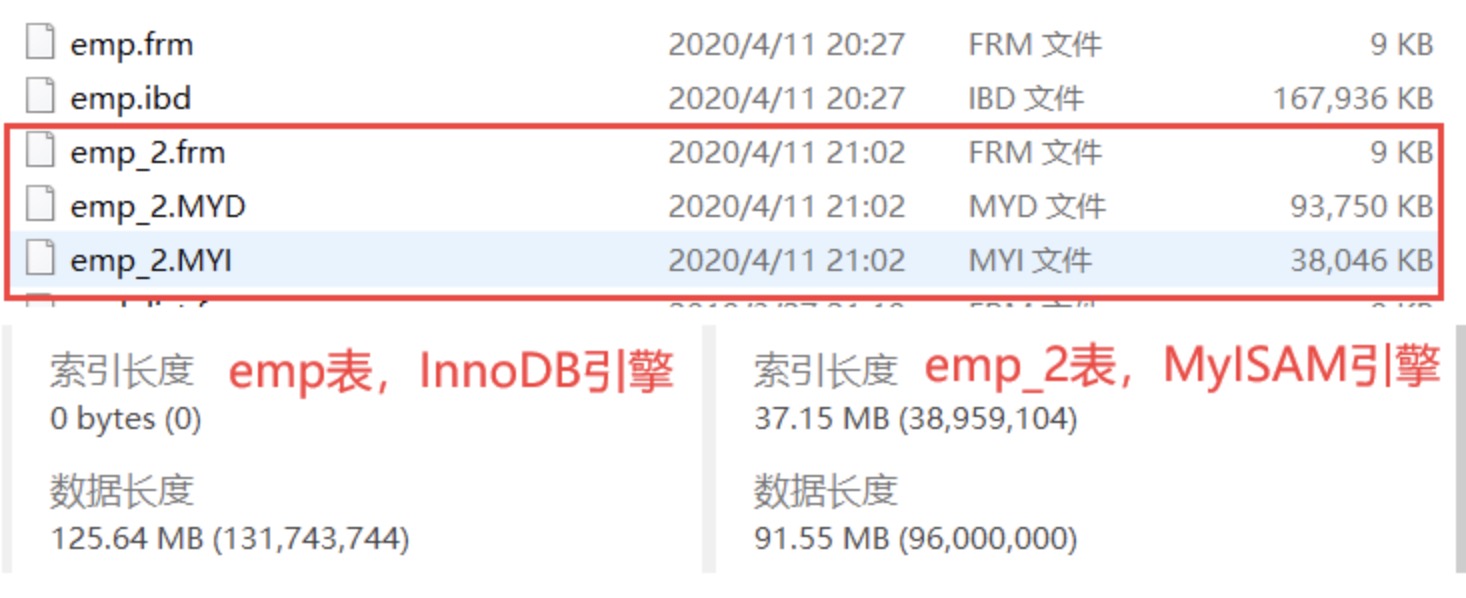 emp.frm 2020/4/11 20:27 FRM 文件 9 KB
emp.ibd 2020/4/11 20:27 IBD 文件 167,936 KB
emp_2.frm 2020/4/11 21:02 FRM 文件 9 KB
emp_2.MYD 2020/4/11 21:02 MYD 文件 93,750 KB
emp_2.MYI 2020/4/11 21:02 MYI 文件 38,046 KB
索引长度 emp表，InnoDB引擎
0 bytes (0)
数据长度
125.64 MB (131,743,744)
索引长度 emp_2表，MyISAM引擎
37.15 MB (38,959,104)
数据长度
91.55 MB (96,000,000)